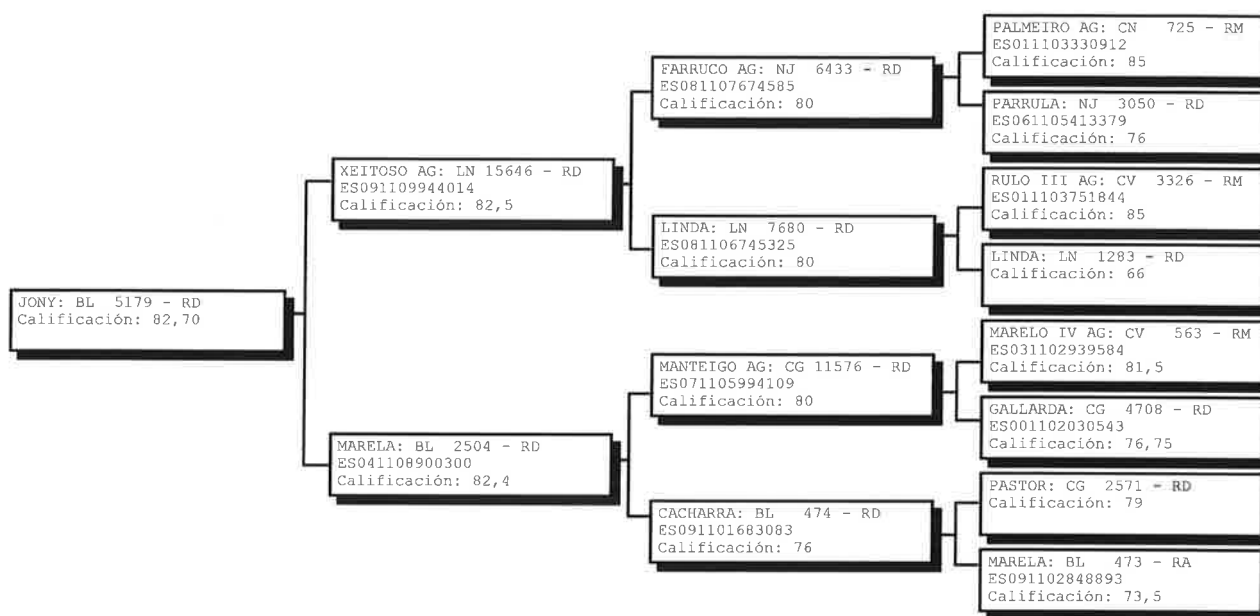 JONY: BL 5179 - RD
Calificación: 82,70
XEITOSO AG: LN 15646 - RD
ES091109944014
Calificación: 82,5
MARELA: BL 2504 - RD
ES041108900300
Calificación: 82,4
FARRUCO AG: NJ 6433 - RD
ES081107674585
Calificación: 80
LINDA: LN 7680 - RD
ES081106745325
Calificación: 80
MANTEIGO AG: CG 11576 - RD
ES071105994109
Calificación: 80
CACHARRA: BL 474 - RD
ES091101683083
Calificación: 76
PALMEIRO AG: CN 725 - RM
ES011103330912
Calificación: 85
PARRULA: NJ 3050 - RD
ES061105413379
Calificación: 76
RULO III AG: CV 3326 - RM
ES011103751844
Calificación: 85
LINDA: LN 1283 - RD
Calificación: 66
MARELO IV AG: CV 563 - RM
ES031102939584
Calificación: 81,5
GALLARDA: CG 4708 - RD
ES001102030543
Calificación: 76,75
PASTOR: CG 2571 - RD
Calificación: 79
MARELA: BL 473 - RA
ES091102848893
Calificación: 73,5